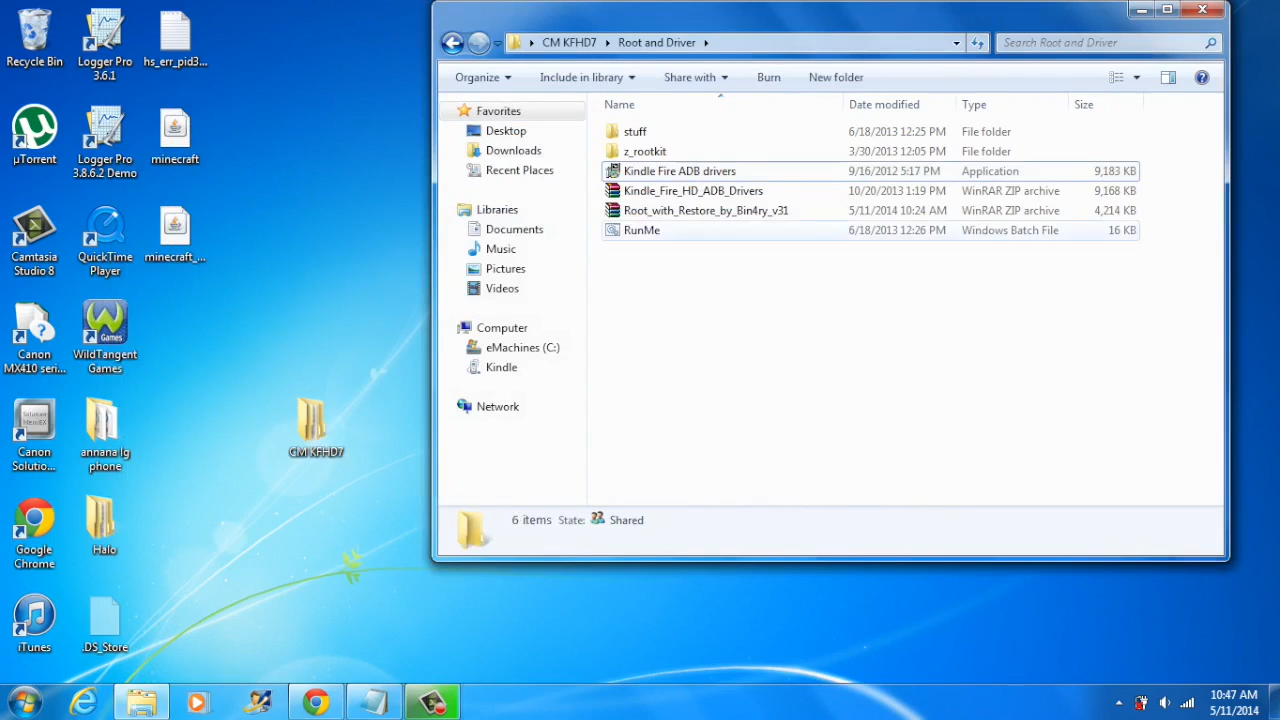 Recycle Bin
Logger Pro
3.6.1
hs_err_pid3...
µTorrent
Logger Pro
3.8.6.2 Demo
minecraft
Camtasia
Studio 8
QuickTime
Player
minecraft_...
Canon
MX410 seri...
WildTangent
Games
Canon
Solutio...
annana lg
phone
CM KFHD7
Google
Chrome
Halo
iTunes
.DS_Store
CM KFHD7 Root and Driver
Search Root and Driver
Organize Include in library Share with Burn New folder
Favorites
Desktop
Downloads
Recent Places
Libraries
Documents
Music
Pictures
Videos
Computer
eMachines (C:)
Kindle
Network
Name Date modified Type Size
stuff 6/18/2013 12:25 PM File folder
z_rootkit 3/30/2013 12:05 PM File folder
Kindle Fire ADB drivers 9/16/2012 5:17 PM Application 9,183 KB
Kindle_Fire_HD_ADB_Drivers 10/20/2013 1:19 PM WinRAR ZIP archive 9,168 KB
Root_with_Restore_by_Bin4ry_v31 5/11/2014 10:24 AM WinRAR ZIP archive 4,214 KB
RunMe 6/18/2013 12:26 PM Windows Batch File 16 KB
6 items State: Shared
10:47 AM
5/11/2014